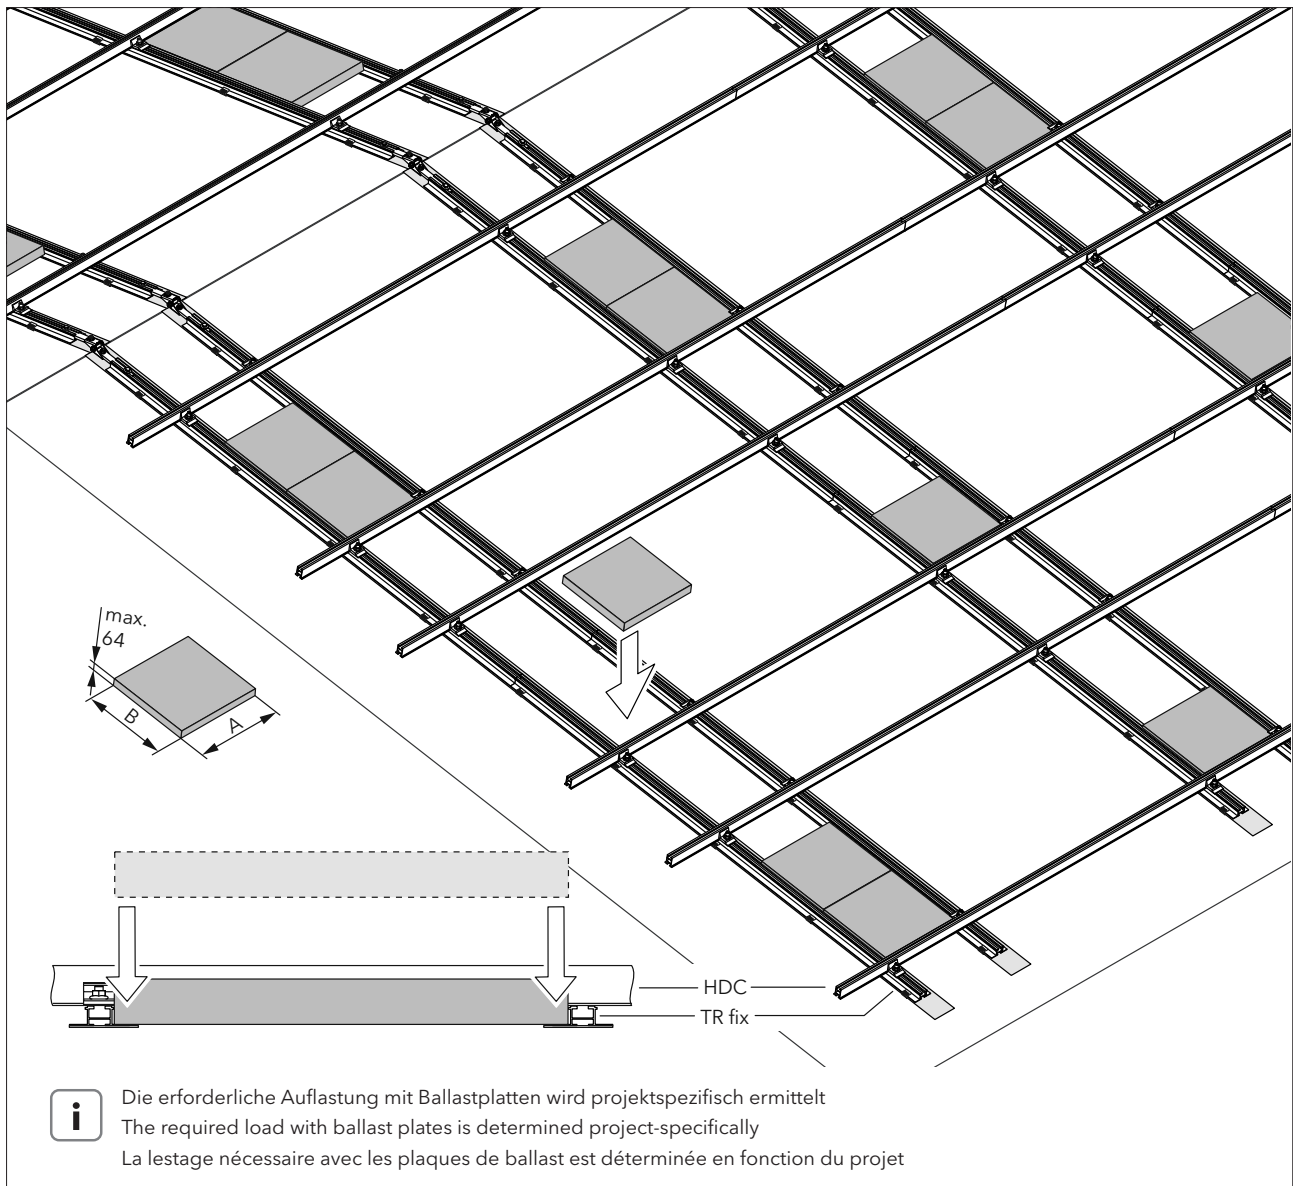 max.
64
B
A
HDC
TR fix
i
Die erforderliche Auflastung mit Ballastplatten wird projektspezifisch ermittelt
The required load with ballast plates is determined project-specifically
La lestage nécessaire avec les plaques de ballast est déterminée en fonction du projet